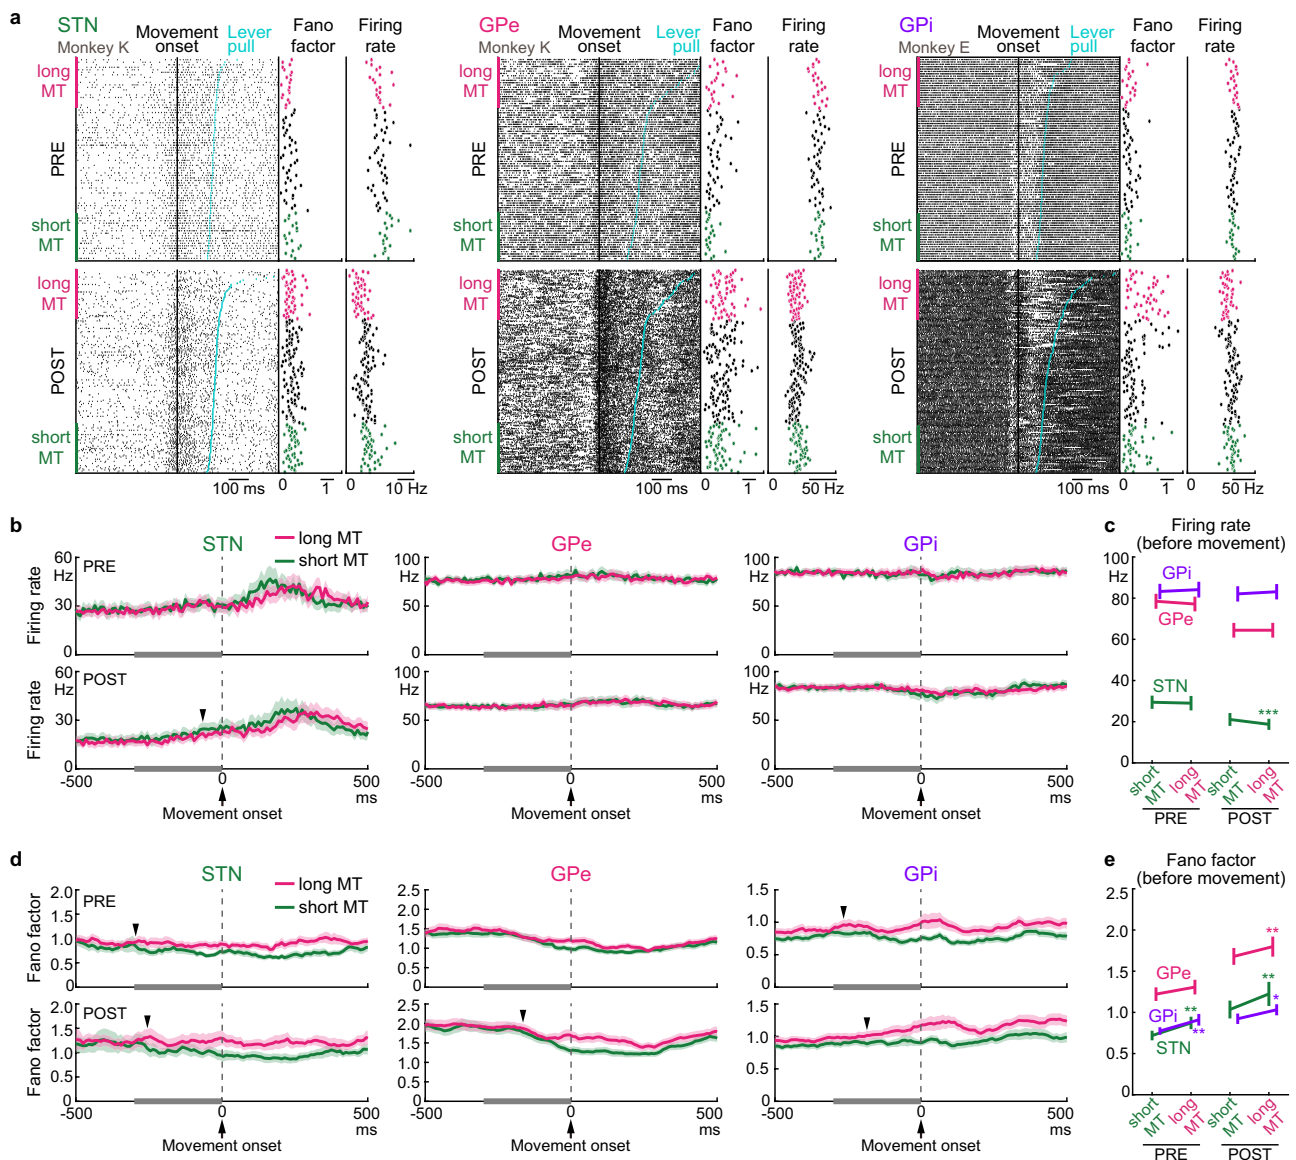 a
STN
Monkey K
Movement onset
Lever pull
Fano factor
Firing rate
GPe
Monkey K
Movement onset
Lever pull
Fano factor
Firing rate
GPi
Monkey E
Movement onset
Lever pull
Fano factor
Firing rate
long MT
PRE
short MT
long MT
PRE
short MT
long MT
PRE
short MT
long MT
POST
short MT
long MT
POST
short MT
long MT
POST
short MT
100 ms
0 1
0 10 Hz
100 ms
0 1
0 50 Hz
100 ms
0 1
0 50 Hz
b
STN
long MT
short MT
GPe
GPi
PRE
Firing rate
60
Hz
30
0
100
Hz
50
0
100
Hz
50
0
POST
Firing rate
60
Hz
30
0
100
Hz
50
0
100
Hz
50
0
-500 0 500
ms
Movement onset
-500 0 500
ms
Movement onset
-500 0 500
ms
Movement onset
c
Firing rate
(before movement)
100
Hz
80
60
40
20
0
GPi
GPe
STN
***
short MT
long MT
short MT
long MT
PRE
POST
d
STN
long MT
short MT
GPe
GPi
PRE
Fano factor
2.0
1.5
1.0
0.5
0
2.5
2.0
1.5
1.0
0.5
0
1.5
1.0
0.5
0
POST
Fano factor
2.0
1.5
1.0
0.5
0
2.5
2.0
1.5
1.0
0.5
0
1.5
1.0
0.5
0
-500 0 500
ms
Movement onset
-500 0 500
ms
Movement onset
-500 0 500
ms
Movement onset
e
Fano factor
(before movement)
2.5
2.0
1.5
1.0
0.5
0
GPe
GPi
STN
**
**
**
**
*
short MT
long MT
short MT
long MT
PRE
POST